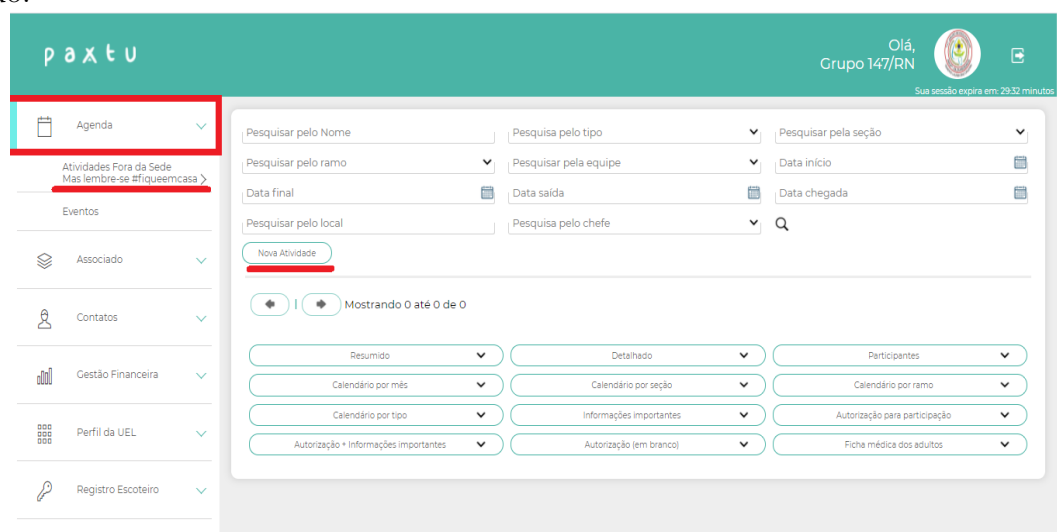 paxtu
Olá,
Grupo 147/RN
Sua sessão expira em: 29:32 minutos
Agenda
Atividades Fora da Sede
Mas lembre-se #fiqueemcasa
Eventos
Associado
Contatos
Gestão Financeira
Perfil da UEL
Registro Escoteiro
Pesquisar pelo Nome Pesquisa pelo tipo Pesquisar pela seção
Pesquisar pelo ramo Pesquisar pela equipe Data início
Data final Data saída Data chegada
Pesquisar pelo local Pesquisa pelo chefe
Nova Atividade
| Mostrando 0 até 0 de 0
Resumido Detalhado Participantes
Calendário por mês Calendário por seção Calendário por ramo
Calendário por tipo Informações importantes Autorização para participação
Autorização + Informações importantes Autorização (em branco) Ficha médica dos adultos